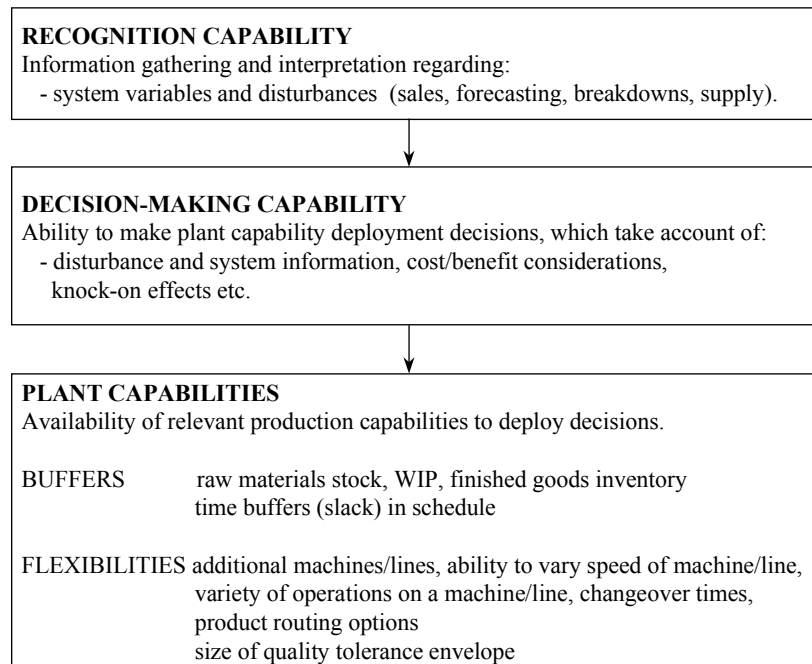 RECOGNITION CAPABILITY
Information gathering and interpretation regarding:
- system variables and disturbances (sales, forecasting, breakdowns, supply).
DECISION-MAKING CAPABILITY
Ability to make plant capability deployment decisions, which take account of:
- disturbance and system information, cost/benefit considerations,
knock-on effects etc.
PLANT CAPABILITIES
Availability of relevant production capabilities to deploy decisions.
BUFFERS raw materials stock, WIP, finished goods inventory
time buffers (slack) in schedule
FLEXIBILITIES additional machines/lines, ability to vary speed of machine/line,
variety of operations on a machine/line, changeover times,
product routing options
size of quality tolerance envelope